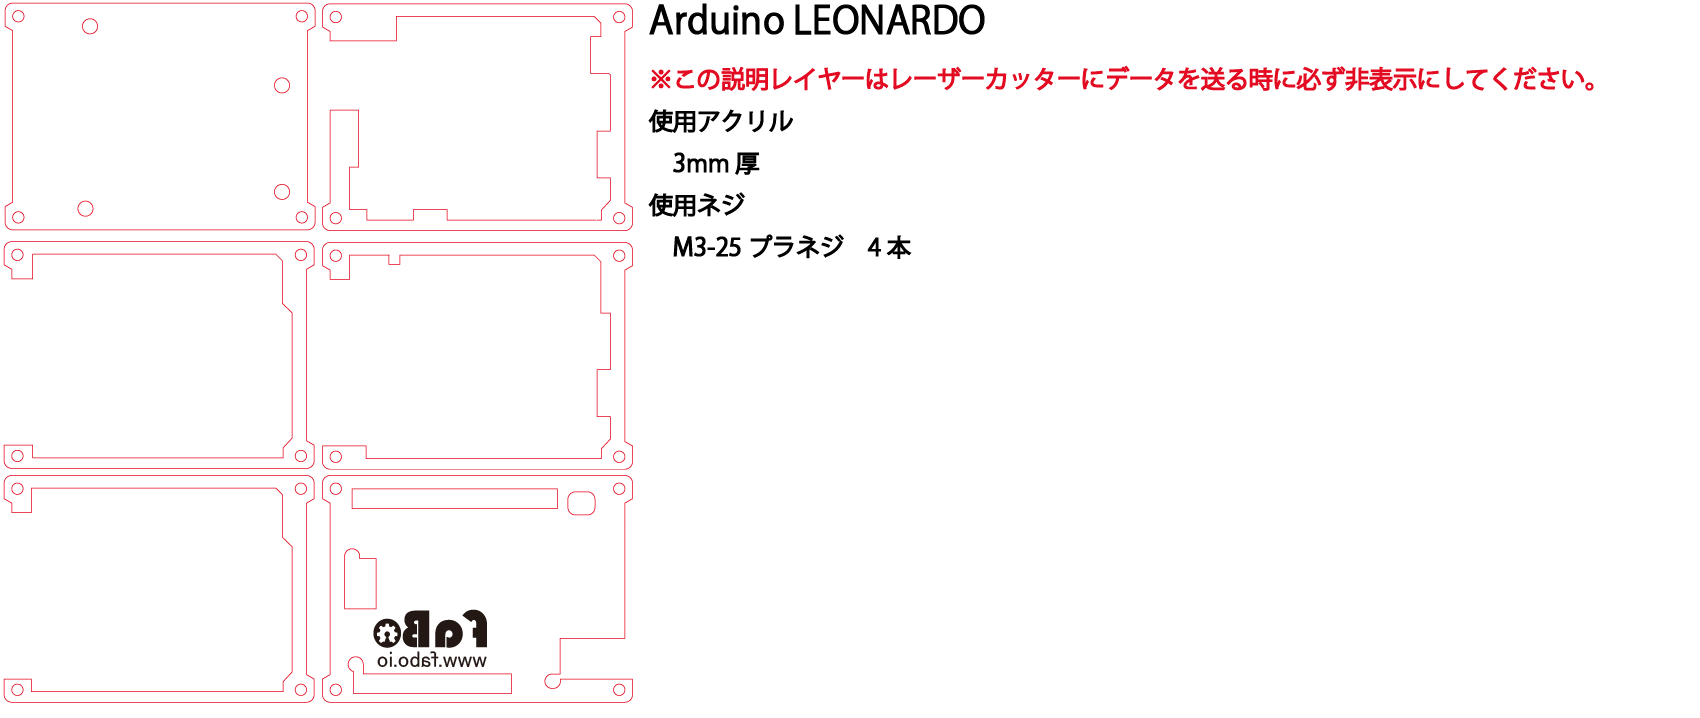 Arduino LEONARDO
※この説明レイヤーはレーザーカッターにデータを送る時に必ず非表示にしてください。
使用アクリル
3mm 厚
使用ネジ
M3-25 プラネジ　4 本
FaBo
www.fabo.io